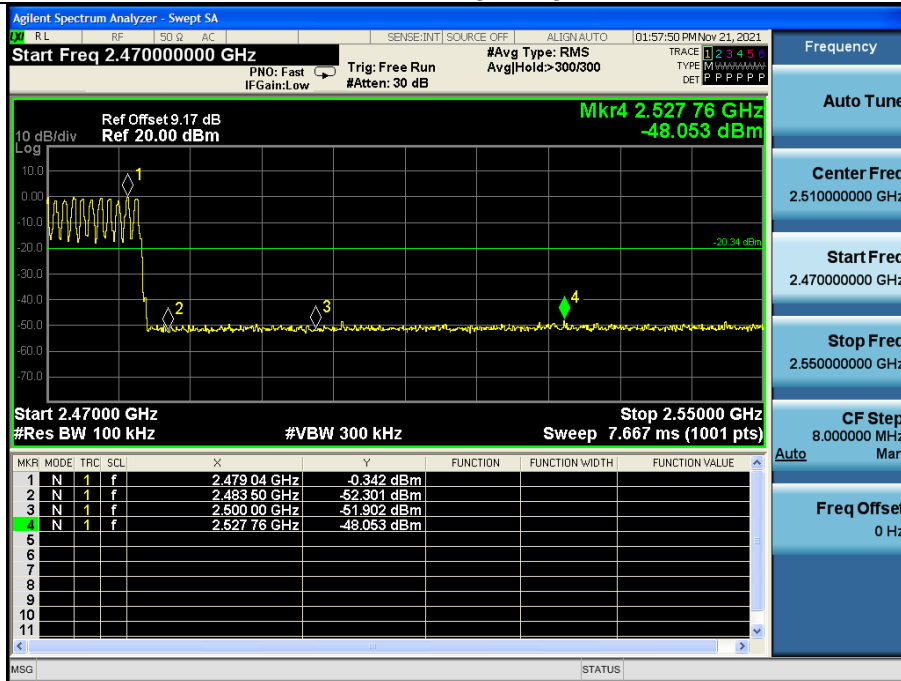 Agilent Spectrum Analyzer - Swept SA
LXI RL RF 50 Ω AC SENSE:INT SOURCE OFF ALIGN AUTO 01:57:50 PM Nov 21, 2021
Start Freq 2.470000000 GHz
PNO: Fast
IFGain:Low
Trig: Free Run
#Atten: 30 dB
#Avg Type: RMS
Avg|Hold:>300/300
TRACE 1 2 3 4 5 6
TYPE M WWWWW
DET P P P P P P
Mkr4 2.527 76 GHz
-48.053 dBm
Ref Offset 9.17 dB
10 dB/div Ref 20.00 dBm
Log
10.0
0.00
-10.0
-20.0
-30.0
-40.0
-50.0
-60.0
-70.0
1
2
3
4
-20.34 dBm
Start 2.47000 GHz Stop 2.55000 GHz
#Res BW 100 kHz #VBW 300 kHz Sweep 7.667 ms (1001 pts)
MKR MODE TRC SCL X Y FUNCTION FUNCTION WIDTH FUNCTION VALUE
1 N 1 f 2.479 04 GHz -0.342 dBm
2 N 1 f 2.483 50 GHz -52.301 dBm
3 N 1 f 2.500 00 GHz -51.902 dBm
4 N 1 f 2.527 76 GHz -48.053 dBm
5
6
7
8
9
10
11
MSG STATUS
Frequency
Auto Tune
Center Freq
2.510000000 GHz
Start Freq
2.470000000 GHz
Stop Freq
2.550000000 GHz
CF Step
8.000000 MHz
Auto Man
Freq Offset
0 Hz